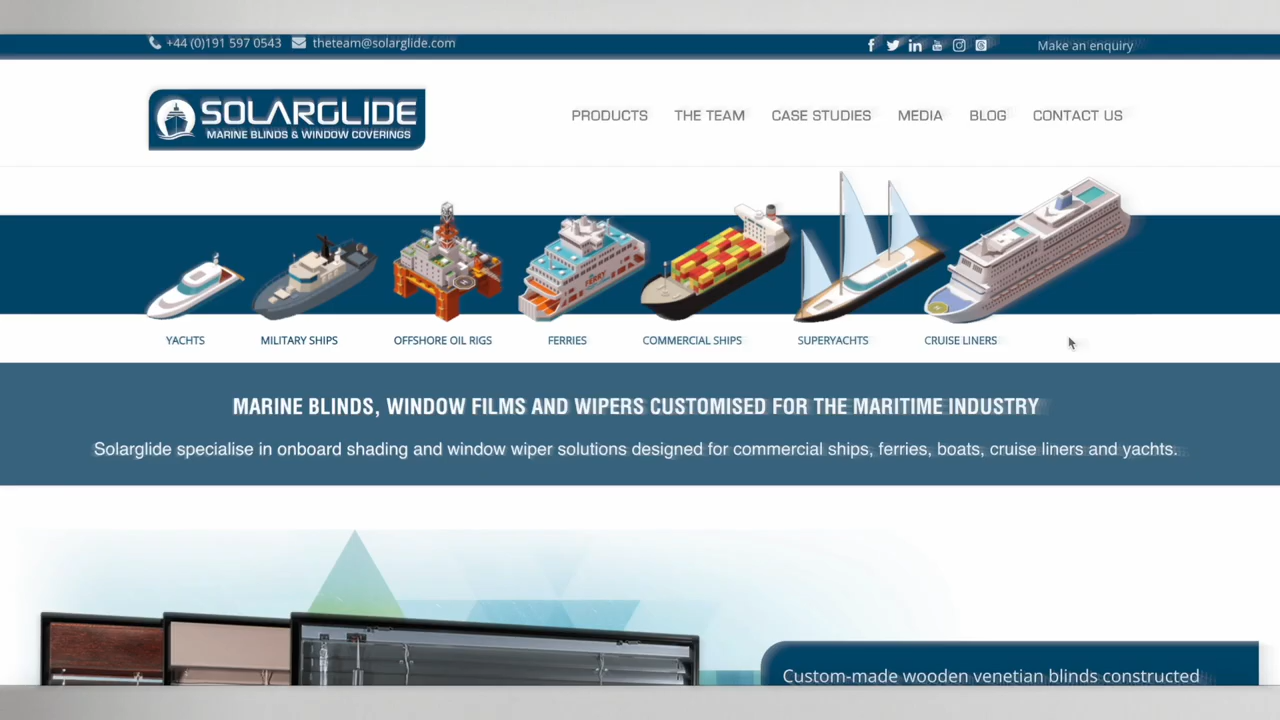 +44 (0)191 597 0543 theteam@solarglide.com Make an enquiry
SOLARGLIDE
MARINE BLINDS & WINDOW COVERINGS
PRODUCTS THE TEAM CASE STUDIES MEDIA BLOG CONTACT US
FERRY
YACHTS MILITARY SHIPS OFFSHORE OIL RIGS FERRIES COMMERCIAL SHIPS SUPERYACHTS CRUISE LINERS
MARINE BLINDS, WINDOW FILMS AND WIPERS CUSTOMISED FOR THE MARITIME INDUSTRY
Solarglide specialise in onboard shading and window wiper solutions designed for commercial ships, ferries, boats, cruise liners and yachts.
Custom-made wooden venetian blinds constructed